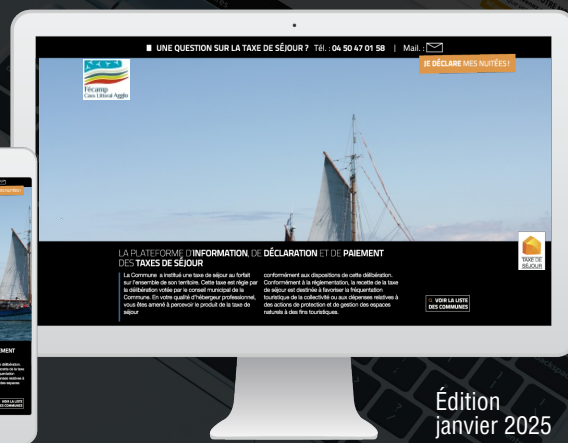 UNE QUESTION SUR LA TAXE DE SÉJOUR ? Tél. : 04 50 47 01 58 | Mail. :
JE DÉCLARE MES NUITÉES !
Fécamp
Caux Littoral Agglo
LA PLATEFORME D'INFORMATION, DE DÉCLARATION ET DE PAIEMENT
DES TAXES DE SÉJOUR
La Commune a institué une taxe de séjour au forfait
sur l'ensemble de son territoire. Cette taxe est régie par
la délibération votée par le conseil municipal de la
Commune. En votre qualité d'hébergeur professionnel,
vous êtes amené à percevoir le produit de la taxe de
séjour
conformément aux dispositions de cette délibération.
Conformément à la réglementation, la recette de la taxe
de séjour est destinée à favoriser la fréquentation
touristique de la collectivité ou aux dépenses relatives à
des actions de protection et de gestion des espaces
naturels à des fins touristiques.
TAXE DE
SÉJOUR
VOIR LA LISTE
DES COMMUNES
EMENT
VOIR LA LISTE
DES COMMUNES
Édition
janvier 2025